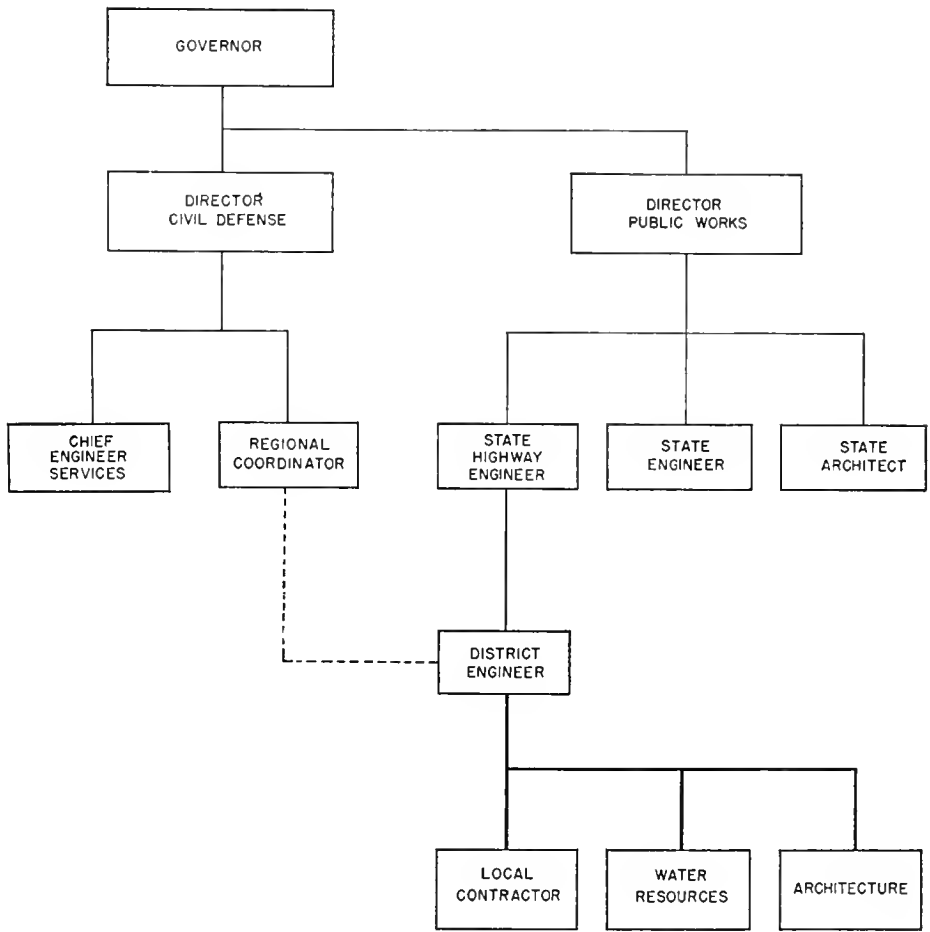 GOVERNOR
DIRECTOR
CIVIL DEFENSE
DIRECTOR
PUBLIC WORKS
CHIEF
ENGINEER
SERVICES
REGIONAL
COORDINATOR
STATE
HIGHWAY
ENGINEER
STATE
ENGINEER
STATE
ARCHITECT
DISTRICT
ENGINEER
LOCAL
CONTRACTOR
WATER
RESOURCES
ARCHITECTURE